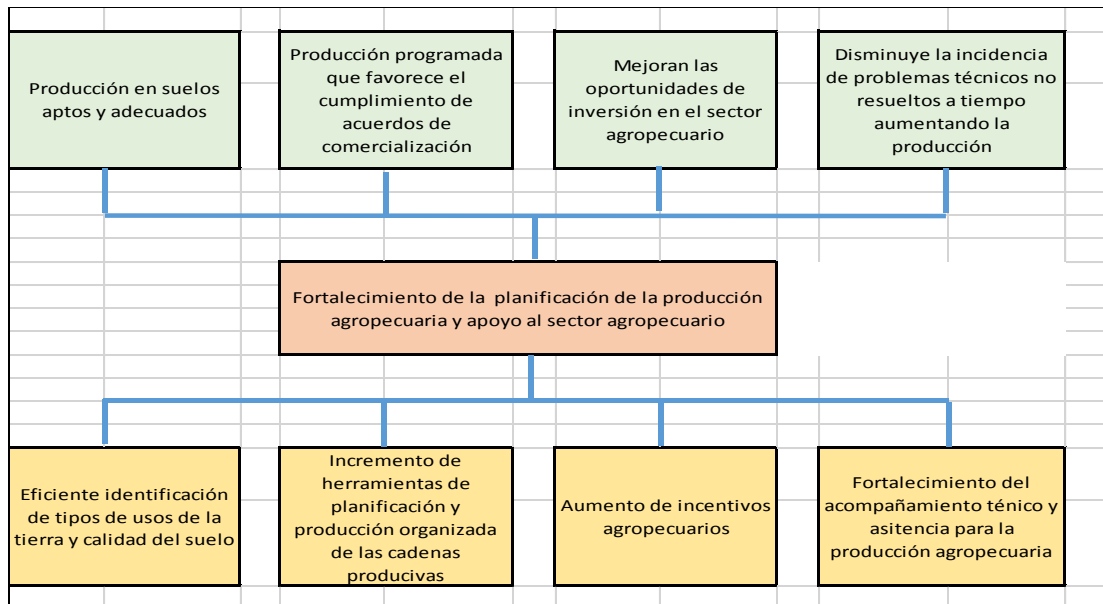 Producción en suelos
aptos y adecuados
Producción programada
que favorece el
cumplimiento de
acuerdos de
comercialización
Mejoran las
oportunidades de
inversión en el sector
agropecuario
Disminuye la incidencia
de problemas técnicos no
resueltos a tiempo
aumentando la
producción
Fortalecimiento de la  planificación de la producción
agropecuaria y apoyo al sector agropecuario
Eficiente identificación
de tipos de usos de la
tierra y calidad del suelo
Incremento de
herramientas de
planificación y
producción organizada
de las cadenas
producivas
Aumento de incentivos
agropecuarios
Fortalecimiento del
acompañamiento ténico y
asitencia para la
producción agropecuaria